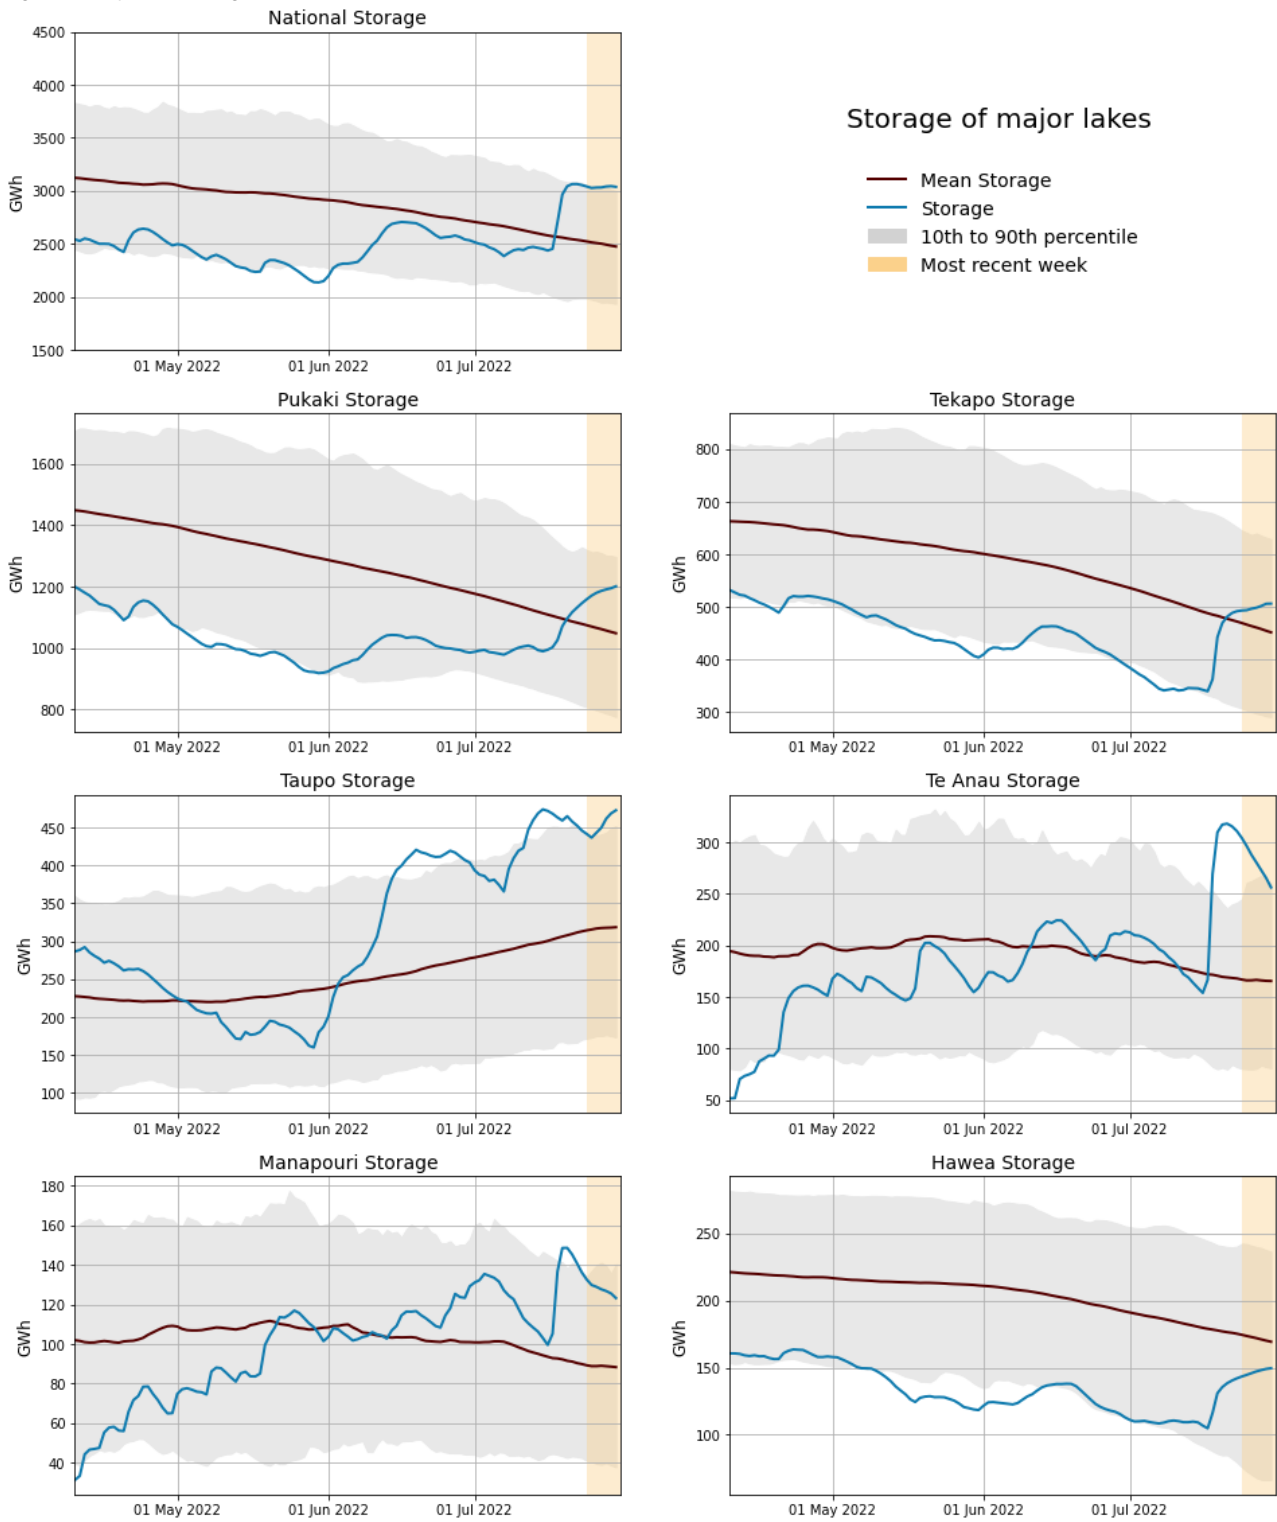 National Storage
4500
4000
3500
3000
2500
2000
1500
GWh
01 May 2022 01 Jun 2022 01 Jul 2022
Storage of major lakes
Mean Storage
Storage
10th to 90th percentile
Most recent week
Pukaki Storage
1600
1400
1200
1000
800
GWh
01 May 2022 01 Jun 2022 01 Jul 2022
Tekapo Storage
800
700
600
500
400
300
GWh
01 May 2022 01 Jun 2022 01 Jul 2022
Taupo Storage
450
400
350
300
250
200
150
100
GWh
01 May 2022 01 Jun 2022 01 Jul 2022
Te Anau Storage
300
250
200
150
100
50
GWh
01 May 2022 01 Jun 2022 01 Jul 2022
Manapouri Storage
180
160
140
120
100
80
60
40
GWh
01 May 2022 01 Jun 2022 01 Jul 2022
Hawea Storage
250
200
150
100
GWh
01 May 2022 01 Jun 2022 01 Jul 2022